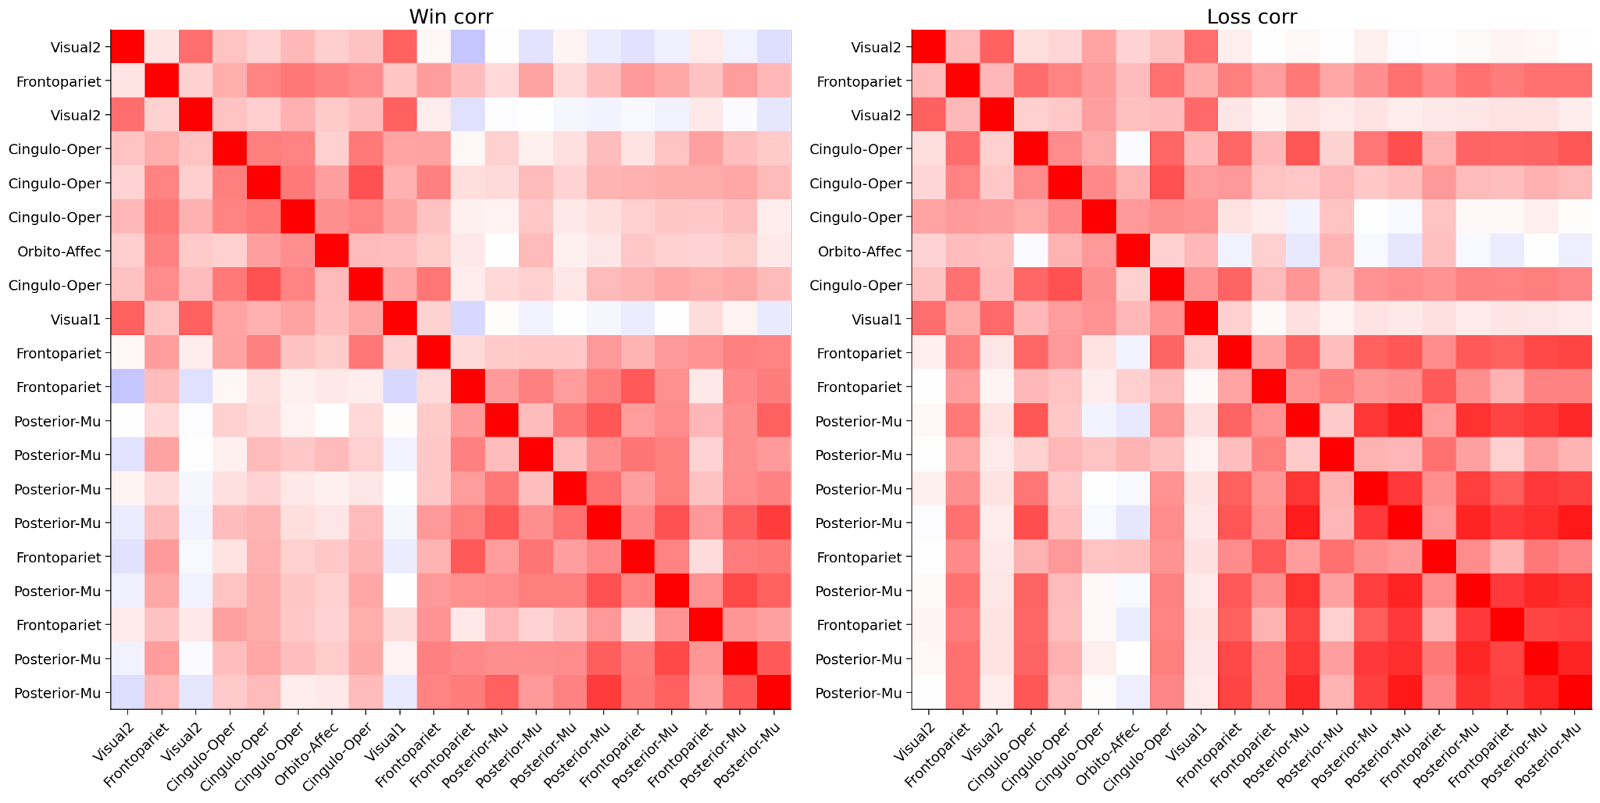 Win corr
Loss corr
Visual2
Frontopariet
Visual2
Cingulo-Oper
Cingulo-Oper
Cingulo-Oper
Orbito-Affec
Cingulo-Oper
Visual1
Frontopariet
Frontopariet
Posterior-Mu
Posterior-Mu
Posterior-Mu
Posterior-Mu
Frontopariet
Posterior-Mu
Frontopariet
Posterior-Mu
Posterior-Mu
Visual2
Frontopariet
Visual2
Cingulo-Oper
Cingulo-Oper
Cingulo-Oper
Orbito-Affec
Cingulo-Oper
Visual1
Frontopariet
Frontopariet
Posterior-Mu
Posterior-Mu
Posterior-Mu
Posterior-Mu
Frontopariet
Posterior-Mu
Frontopariet
Posterior-Mu
Posterior-Mu
Visual2
Frontopariet
Visual2
Cingulo-Oper
Cingulo-Oper
Cingulo-Oper
Orbito-Affec
Cingulo-Oper
Visual1
Frontopariet
Frontopariet
Posterior-Mu
Posterior-Mu
Posterior-Mu
Posterior-Mu
Frontopariet
Posterior-Mu
Frontopariet
Posterior-Mu
Posterior-Mu
Visual2
Frontopariet
Visual2
Cingulo-Oper
Cingulo-Oper
Cingulo-Oper
Orbito-Affec
Cingulo-Oper
Visual1
Frontopariet
Frontopariet
Posterior-Mu
Posterior-Mu
Posterior-Mu
Posterior-Mu
Frontopariet
Posterior-Mu
Frontopariet
Posterior-Mu
Posterior-Mu